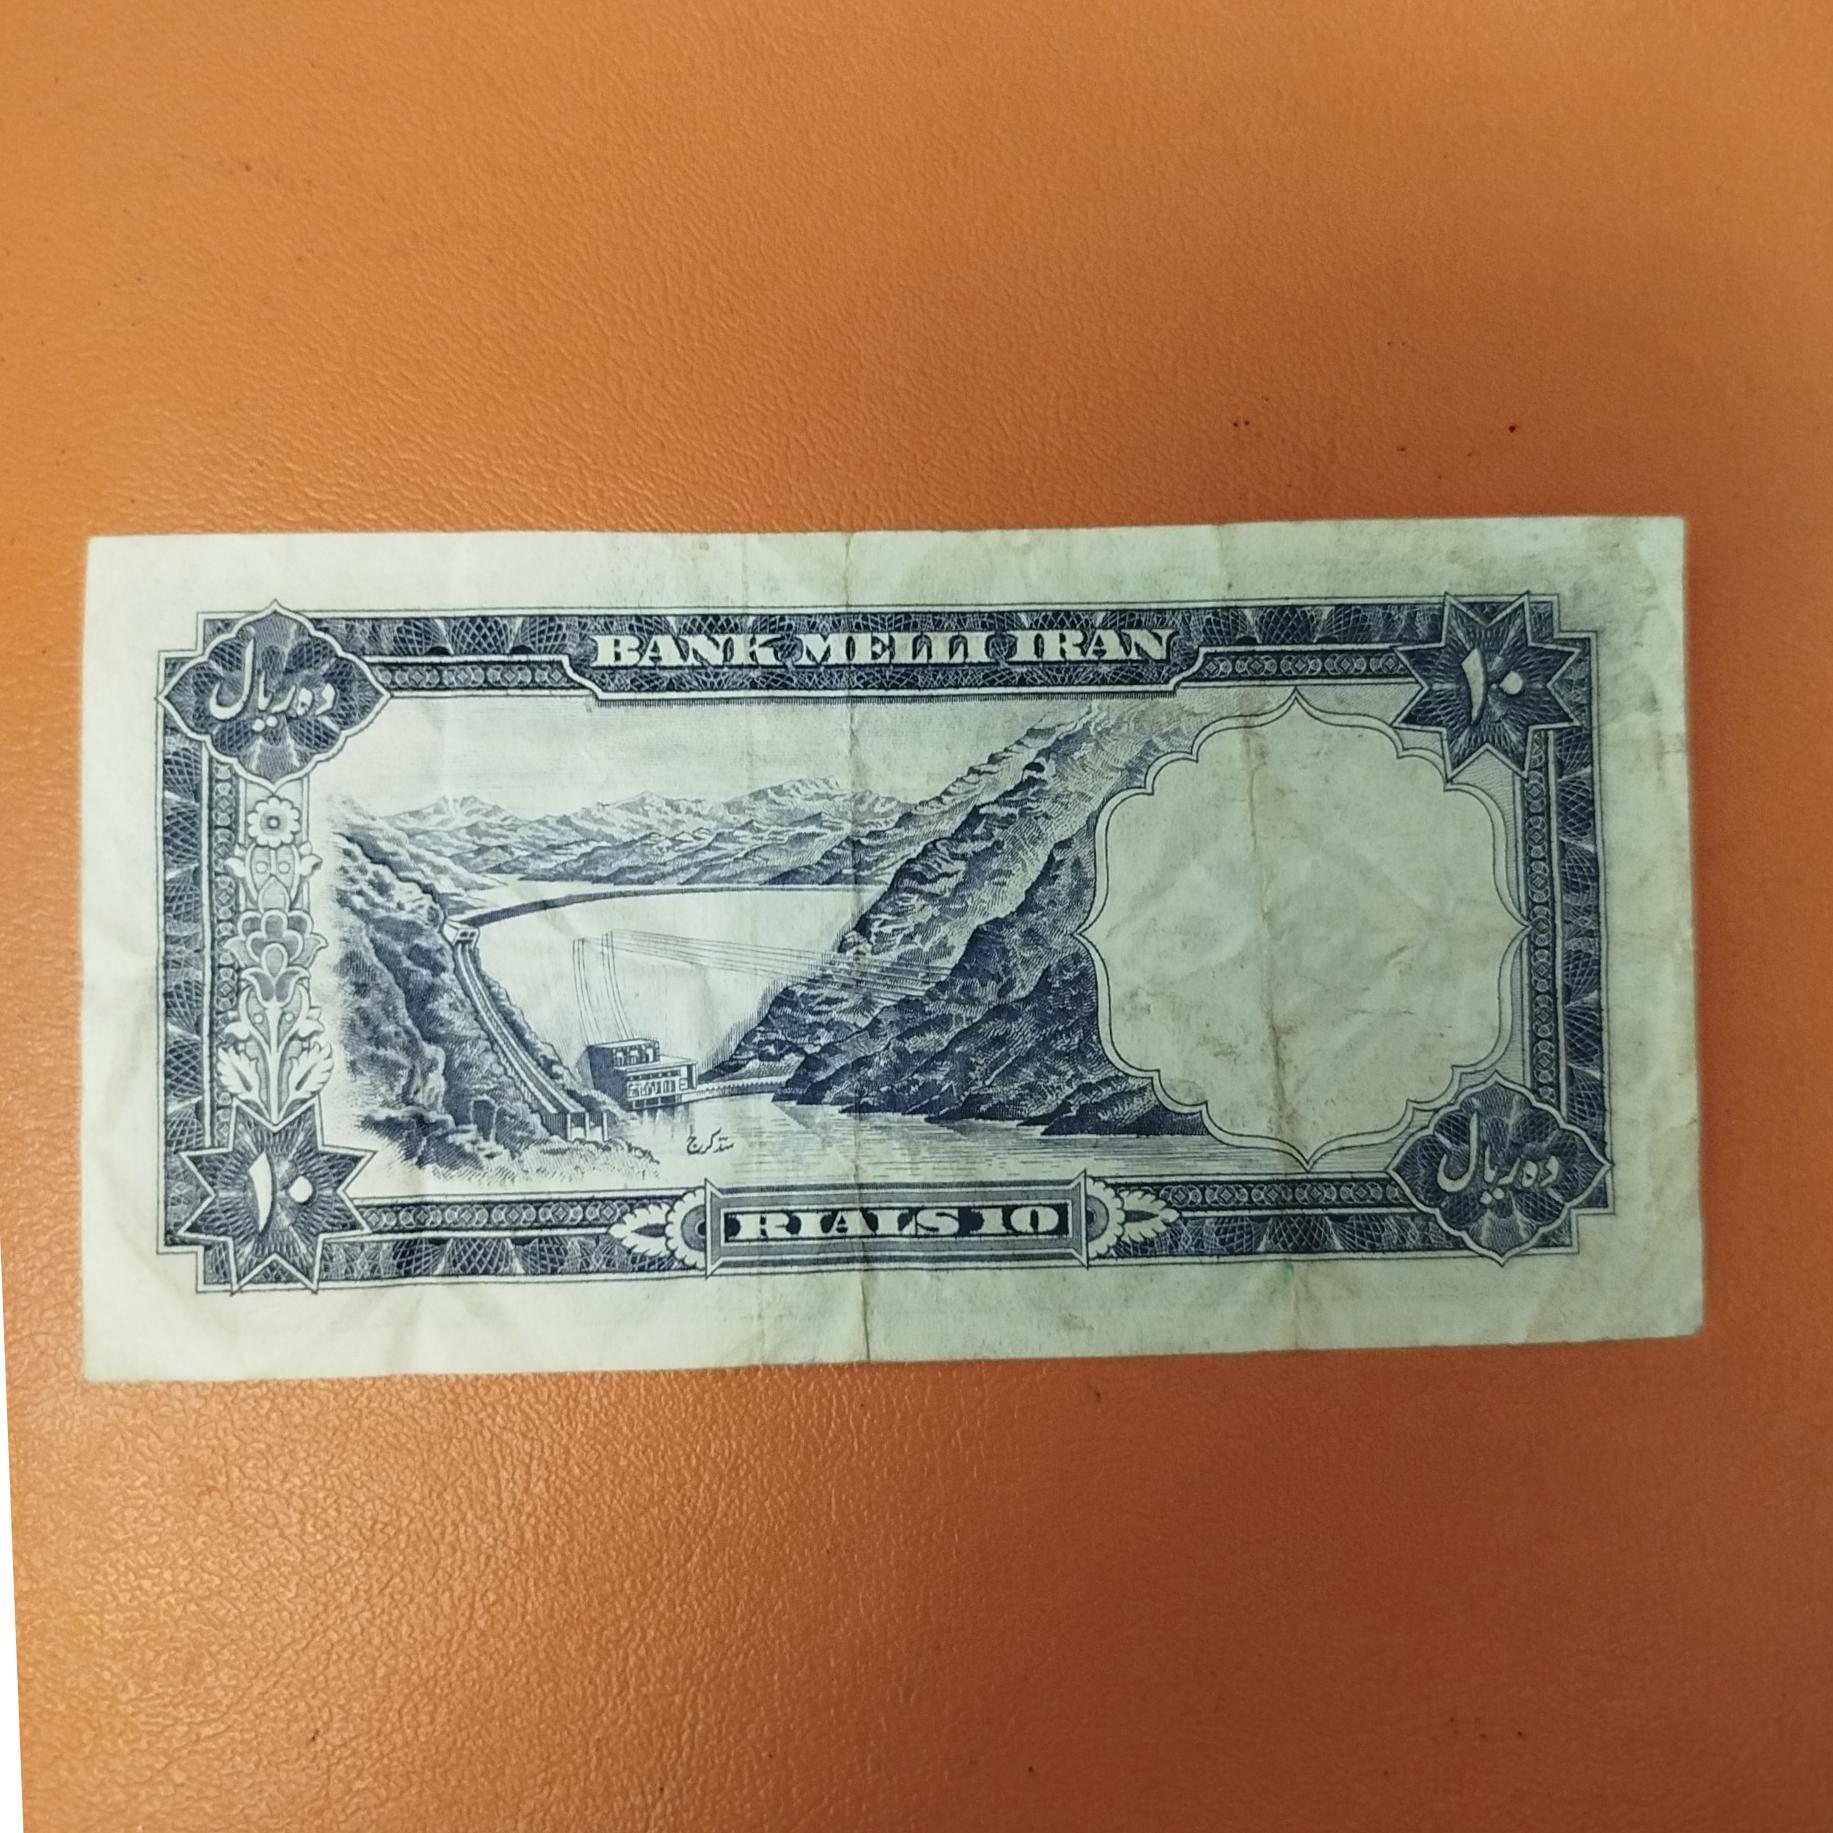 BANK MELLI IRAN
ده ریال
۱۰
سد کرج
۱۰
RIALS 10
ده ریال